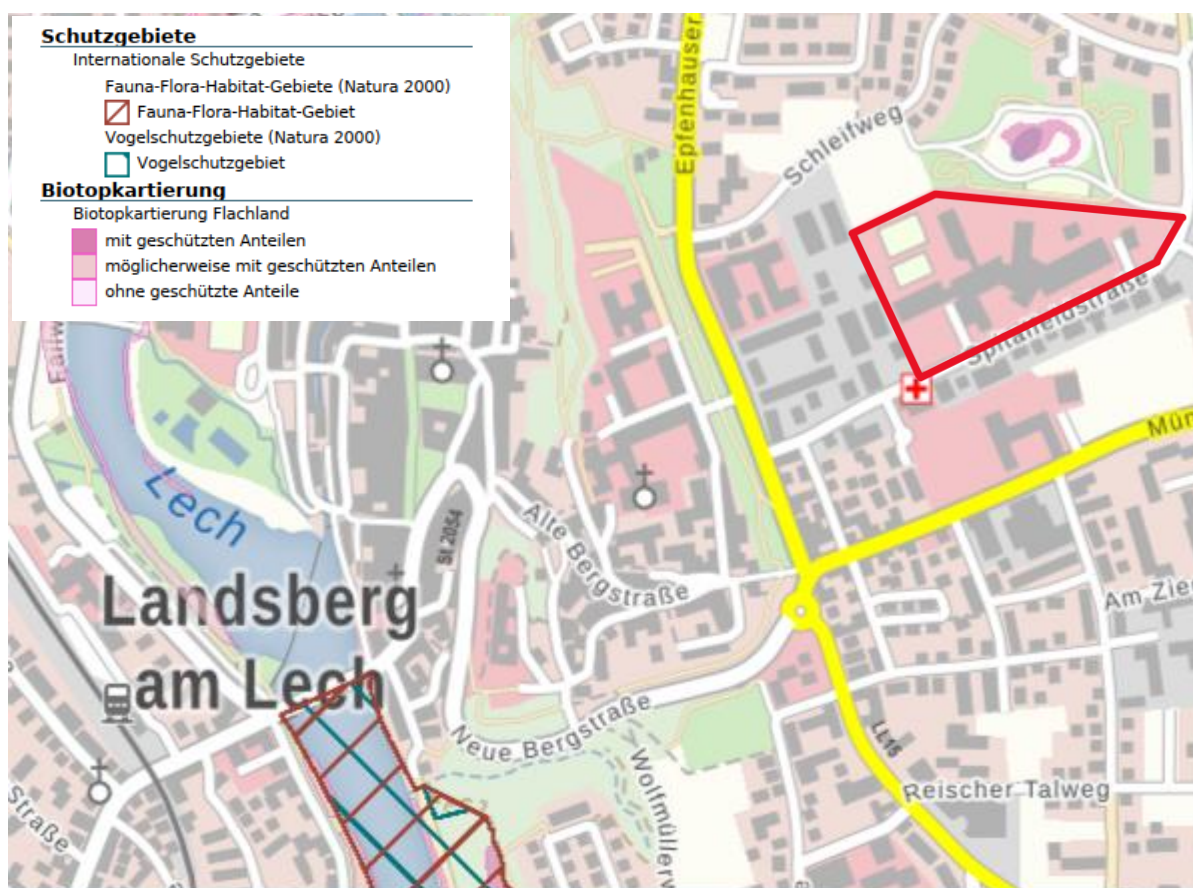 Schutzgebiete
Internationale Schutzgebiete
Fauna-Flora-Habitat-Gebiete (Natura 2000)
Fauna-Flora-Habitat-Gebiet
Vogelschutzgebiete (Natura 2000)
Vogelschutzgebiet
Biotopkartierung
Biotopkartierung Flachland
mit geschützten Anteilen
möglicherweise mit geschützten Anteilen
ohne geschützte Anteile
Epfenhauser
Schleifweg
Spitalfeldstraße
Lech
St 2054
Alte Bergstraße
Landsberg
am Lech
Neue Bergstraße
Am Zie
LL 16
Reischer Talweg
Straße